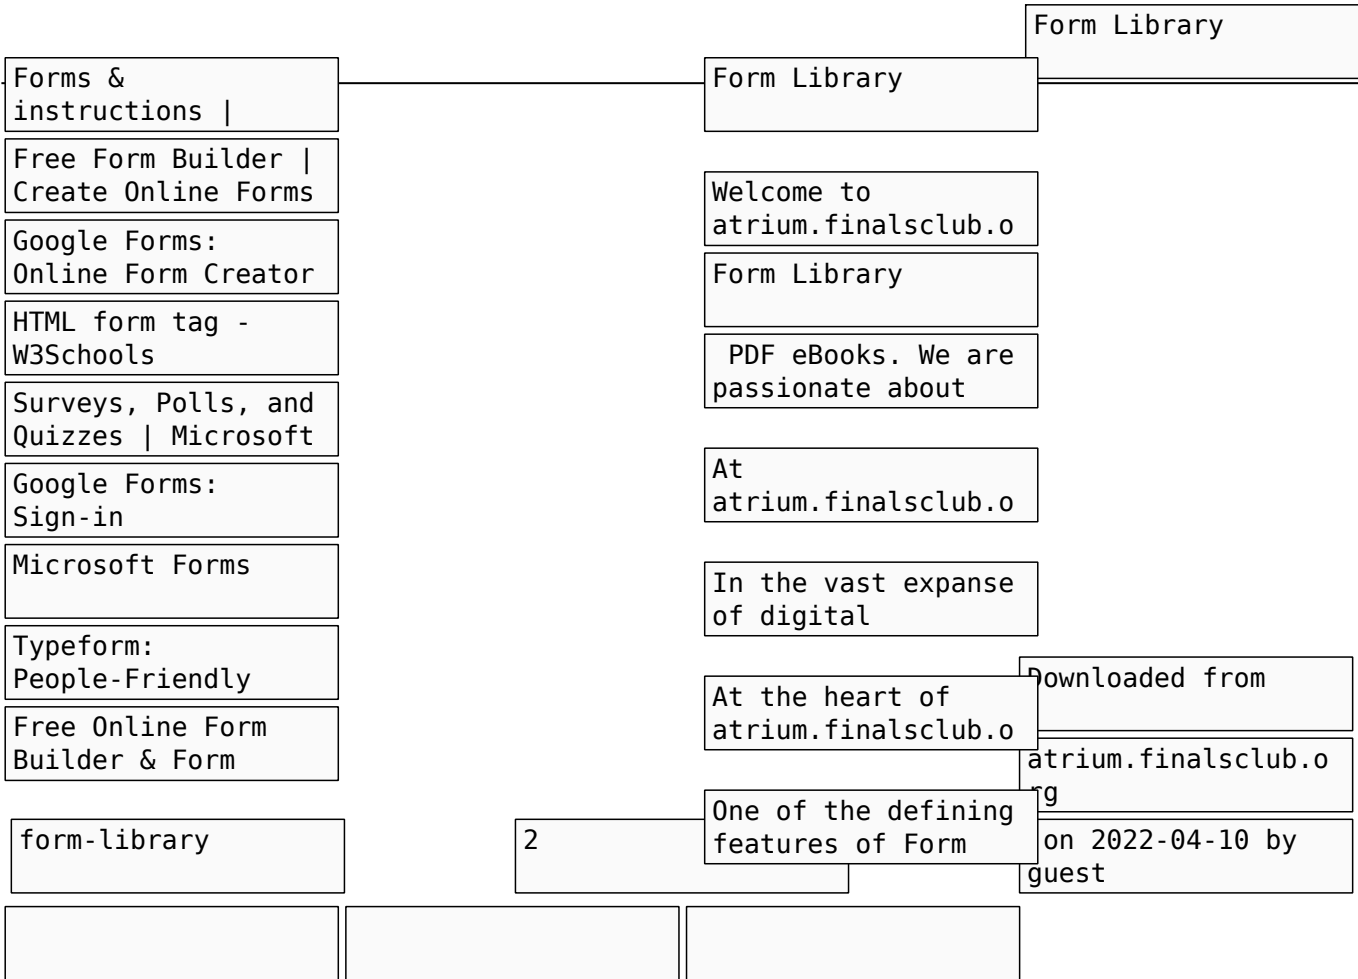 Form Library
Forms &
instructions |
Free Form Builder |
Create Online Forms
Google Forms:
Online Form Creator
HTML form tag -
W3Schools
Surveys, Polls, and
Quizzes | Microsoft
Google Forms:
Sign-in
Microsoft Forms
Typeform:
People-Friendly
Free Online Form
Builder & Form
Form Library
Welcome to
atrium.finalsclub.o
Form Library
PDF eBooks. We are
passionate about
At
atrium.finalsclub.o
In the vast expanse
of digital
At the heart of
atrium.finalsclub.o
One of the defining
features of Form
Downloaded from
atrium.finalsclub.o
rg
on 2022-04-10 by
guest
form-library
2